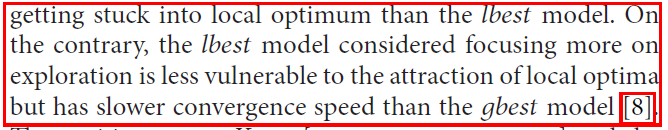 getting stuck into local optimum than the lbest model. On
the contrary, the lbest model considered focusing more on
exploration is less vulnerable to the attraction of local optima
but has slower convergence speed than the gbest model [8].